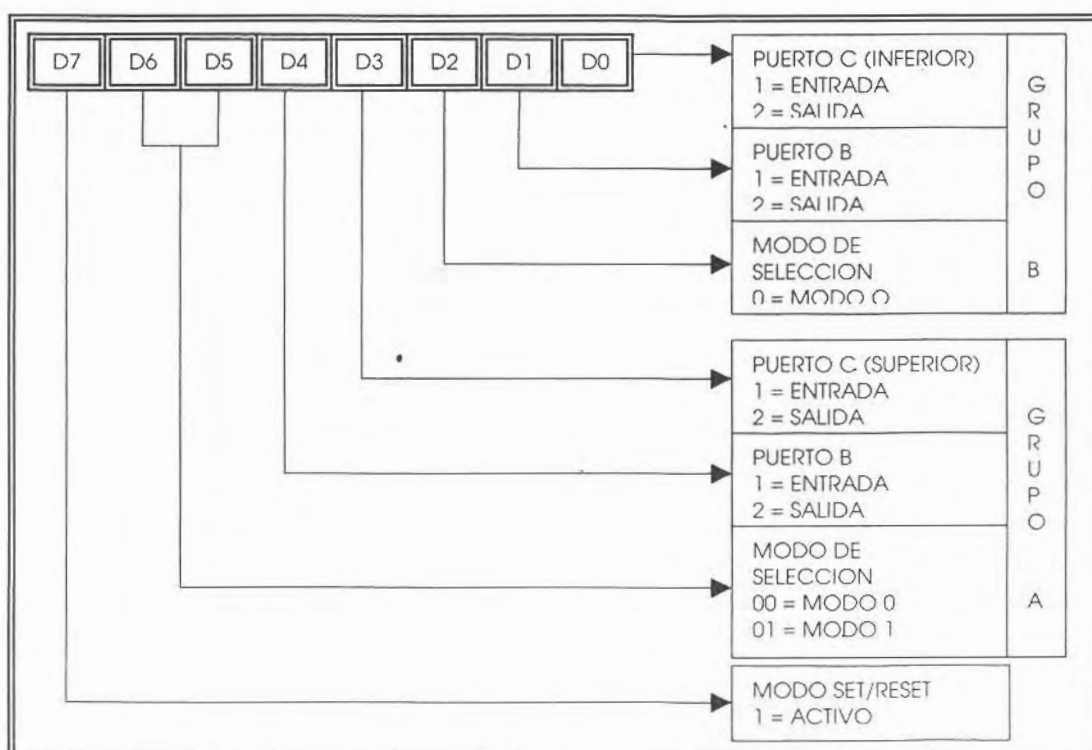 D7 D6 D5 D4 D3 D2 D1 D0
PUERTO C (INFERIOR)
1 = ENTRADA
2 = SALIDA
PUERTO B
1 = ENTRADA
2 = SALIDA
MODO DE
SELECCION
0 = MODO O
GRUPO B
PUERTO C (SUPERIOR)
1 = ENTRADA
2 = SALIDA
PUERTO B
1 = ENTRADA
2 = SALIDA
MODO DE
SELECCION
00 = MODO 0
01 = MODO 1
GRUPO A
MODO SET/RESET
1 = ACTIVO